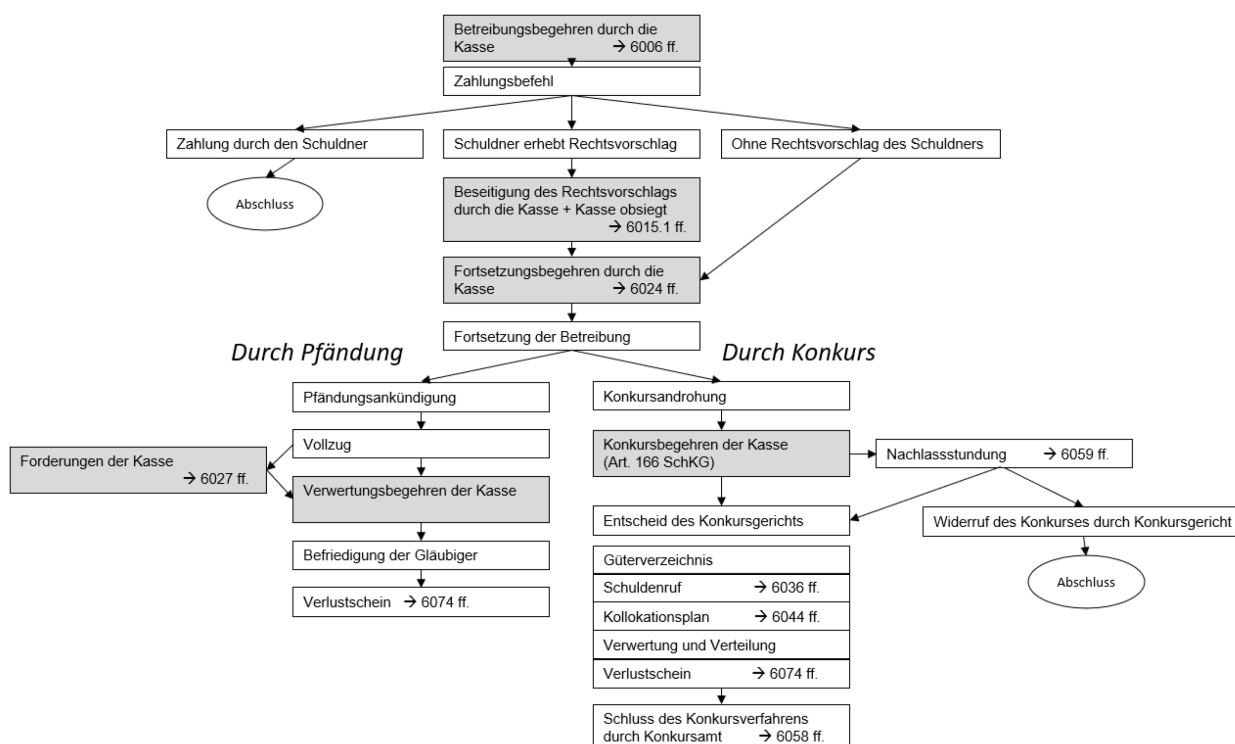 Betreibungsbegehren durch die
Kasse → 6006 ff.
Zahlungsbefehl
Zahlung durch den Schuldner
Schuldner erhebt Rechtsvorschlag
Ohne Rechtsvorschlag des Schuldners
Abschluss
Beseitigung des Rechtsvorschlags
durch die Kasse + Kasse obsiegt
→ 6015.1 ff.
Fortsetzungsbegehren durch die
Kasse → 6024 ff.
Fortsetzung der Betreibung
Durch Pfändung
Durch Konkurs
Pfändungsankündigung
Vollzug
Forderungen der Kasse
→ 6027 ff.
Verwertungsbegehren der Kasse
Befriedigung der Gläubiger
Verlustschein → 6074 ff.
Konkursandrohung
Konkursbegehren der Kasse
(Art. 166 SchKG)
Nachlassstundung → 6059 ff.
Entscheid des Konkursgerichts
Widerruf des Konkurses durch Konkursgericht
Abschluss
Güterverzeichnis
Schuldenruf → 6036 ff.
Kollokationsplan → 6044 ff.
Verwertung und Verteilung
Verlustschein → 6074 ff.
Schluss des Konkursverfahrens
durch Konkursamt → 6058 ff.